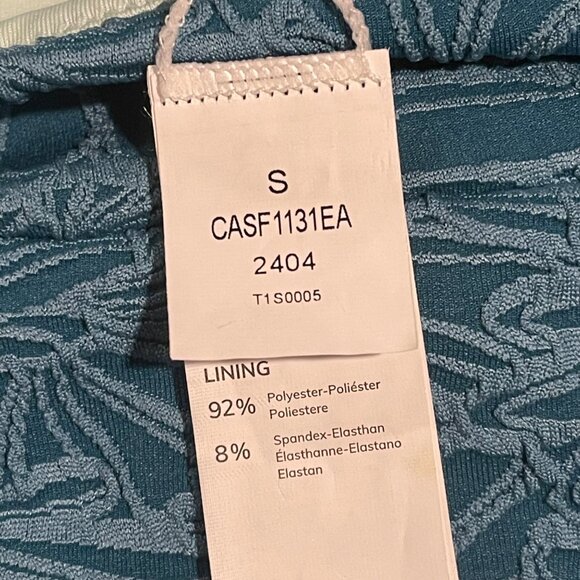 S
CASF1131EA
2404
T1S0005
LINING
92% Polyester-Poliéster
Poliestere
8% Spandex-Elasthan
Élasthanne-Elastano
Elastan